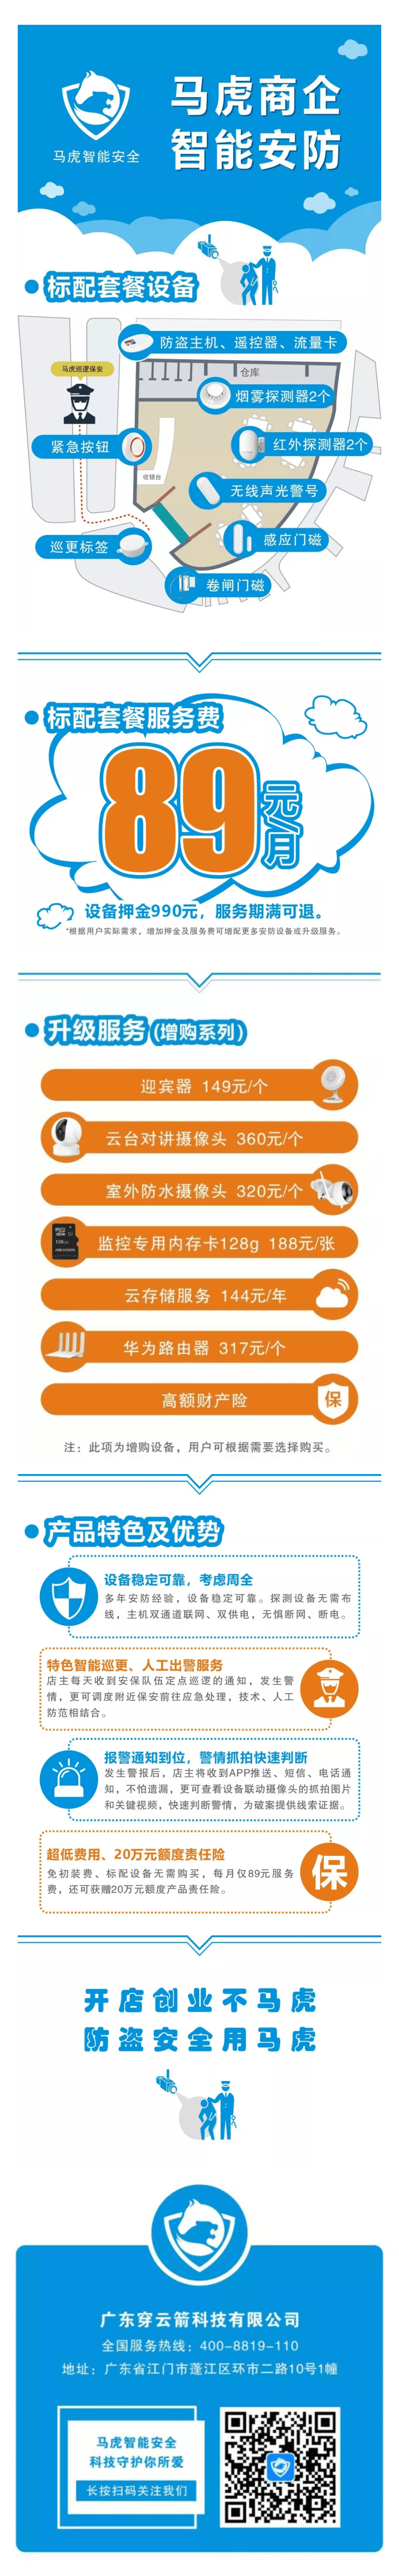 马虎智能安全
马虎商企
智能安防
标配套餐设备
防盗主机、遥控器、流量卡
仓库
马虎巡逻保安
烟雾探测器2个
紧急按钮
红外探测器2个
收银台
无线声光警号
巡更标签
感应门磁
卷闸门磁
标配套餐服务费
89元/月
设备押金990元，服务期满可退。
*根据用户实际需求，增加押金及服务费可增配更多安防设备或升级服务。
升级服务(增购系列)
迎宾器 149元/个
云台对讲摄像头 360元/个
室外防水摄像头 320元/个
监控专用内存卡128g 188元/张
云存储服务 144元/年
华为路由器 317元/个
高额财产险
保
注：此项为增购设备，用户可根据需要选择购买。
产品特色及优势
设备稳定可靠，考虑周全
多年安防经验，设备稳定可靠。探测设备无需布
线，主机双通道联网、双供电，无惧断网、断电。
特色智能巡更、人工出警服务
店主每天收到安保队伍定点巡逻的通知，发生警
情，更可调度附近保安前往应急处理，技术、人工
防范相结合。
报警通知到位，警情抓拍快速判断
发生警报后，店主将收到APP推送、短信、电话通
知，不怕遗漏，更可查看设备联动摄像头的抓拍图片
和关键视频，快速判断警情，为破案提供线索证据。
超低费用、20万元额度责任险
免初装费、标配设备无需购买，每月仅89元服务
费，还可获赠20万元额度产品责任险。
保
开店创业不马虎
防盗安全用马虎
广东穿云箭科技有限公司
全国服务热线：400-8819-110
地址：广东省江门市蓬江区环市二路10号1幢
马虎智能安全
科技守护你所爱
长按扫码关注我们